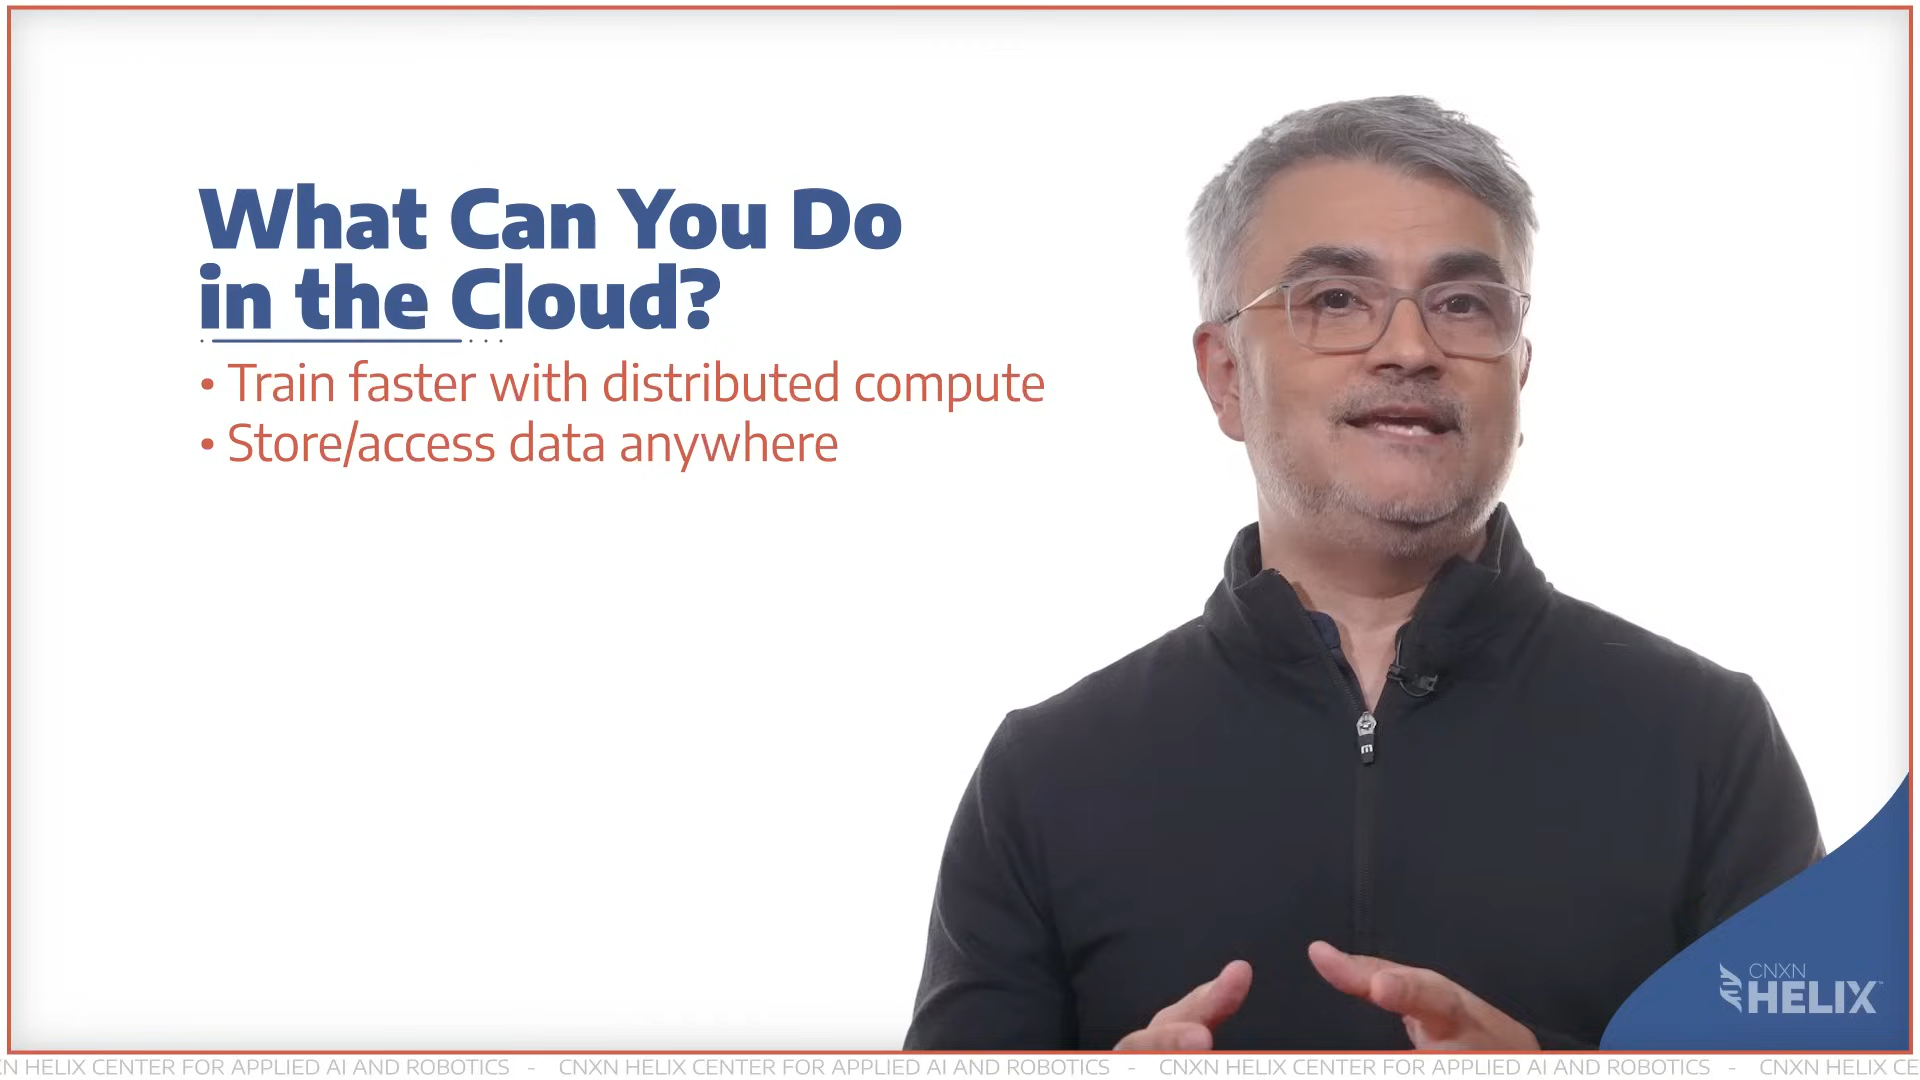 What Can You Do
in the Cloud?
• Train faster with distributed compute
• Store/access data anywhere
CNXN
HELIX™
XN HELIX CENTER FOR APPLIED AI AND ROBOTICS - CNXN HELIX CENTER FOR APPLIED AI AND ROBOTICS - CNXN HELIX CENTER FOR APPLIED AI AND ROBOTICS - CNXN HELIX CE